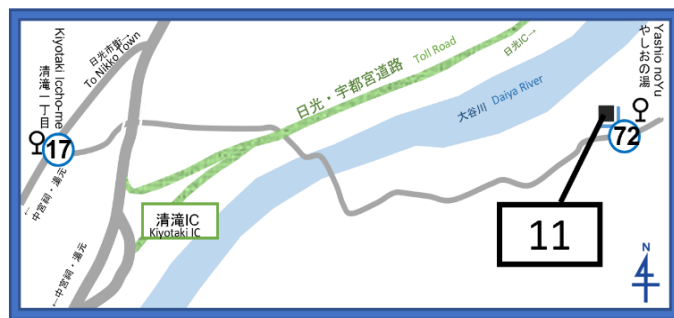 Kiyotaki Icho-me
清滝一丁目
17
日光市街→
To Nikko Town
←中宮祠・湯元
←中宮祠・湯元
清滝IC
Kiyotaki IC
日光・宇都宮道路 Toll Road
日光IC→
大谷川 Daiya River
Yashio noYu
やしおの湯
72
11
N
4